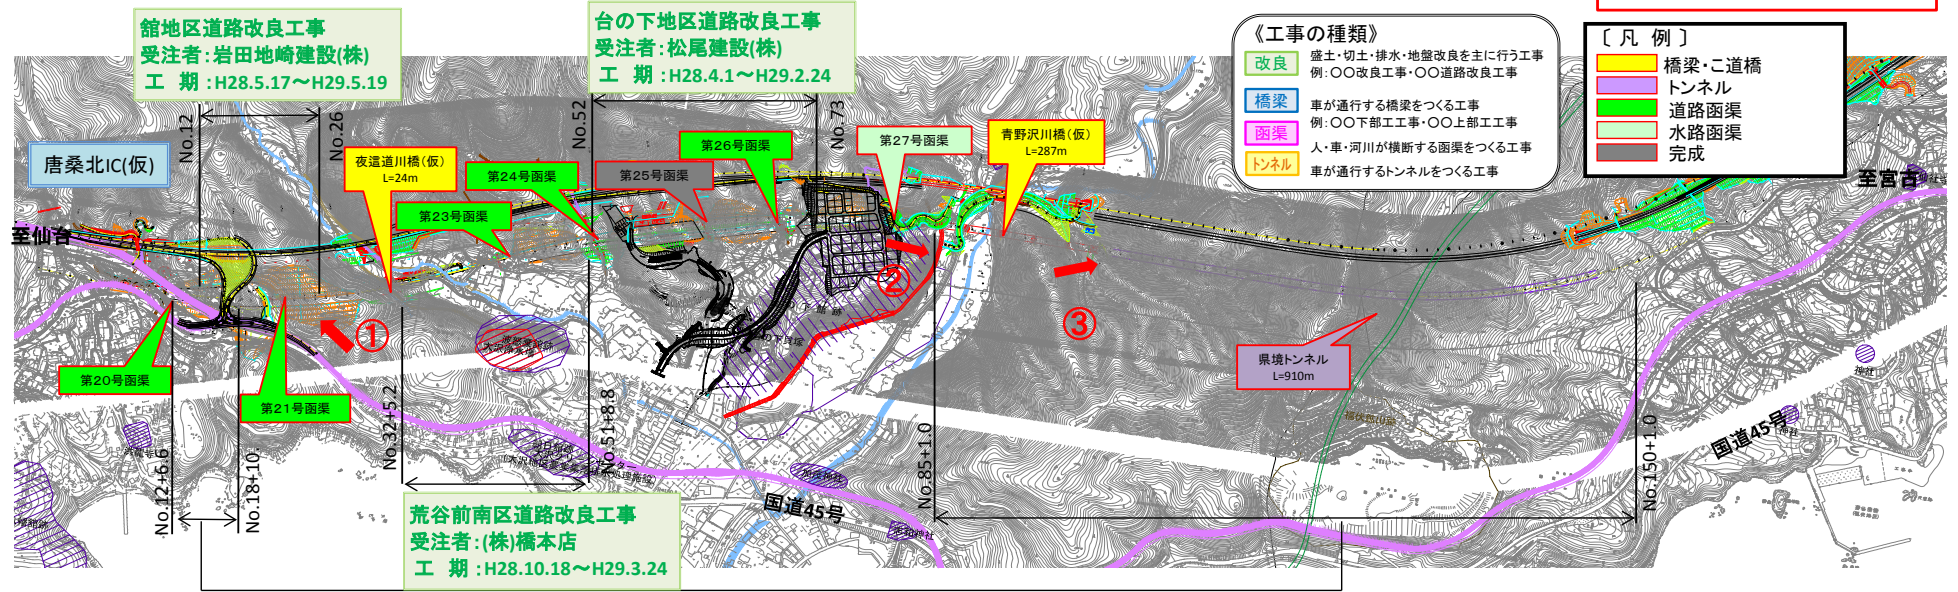 館地区道路改良工事
受注者:岩田地崎建設(株)
工 期:H28.5.17～H29.5.19
台の下地区道路改良工事
受注者:松尾建設(株)
工 期:H28.4.1～H29.2.24
《工事の種類》
改良
盛土・切土・排水・地盤改良を主に行う工事
例:○○改良工事・○○道路改良工事
橋梁
車が通行する橋梁をつくる工事
例:○○下部工工事・○○上部工工事
函渠
人・車・河川が横断する函渠をつくる工事
トンネル
車が通行するトンネルをつくる工事
〔 凡 例 〕
橋梁・こ道橋
トンネル
道路函渠
水路函渠
完成
唐桑北IC(仮)
No.12
No.26
No.52
No.73
夜這道川橋(仮)
L=24m
第23号函渠
第24号函渠
第25号函渠
第26号函渠
第27号函渠
青野沢川橋(仮)
L=287m
至仙台
至宮古
①
②
③
第20号函渠
第21号函渠
県境トンネル
L=910m
下館跡
神社
No.12+6.6
No.18+10
No.32+5.2
No.51+8.8
No.85+1.0
No.150+1.0
国道45号
国道45号
荒谷前南区道路改良工事
受注者:(株)橋本店
工 期:H28.10.18～H29.3.24